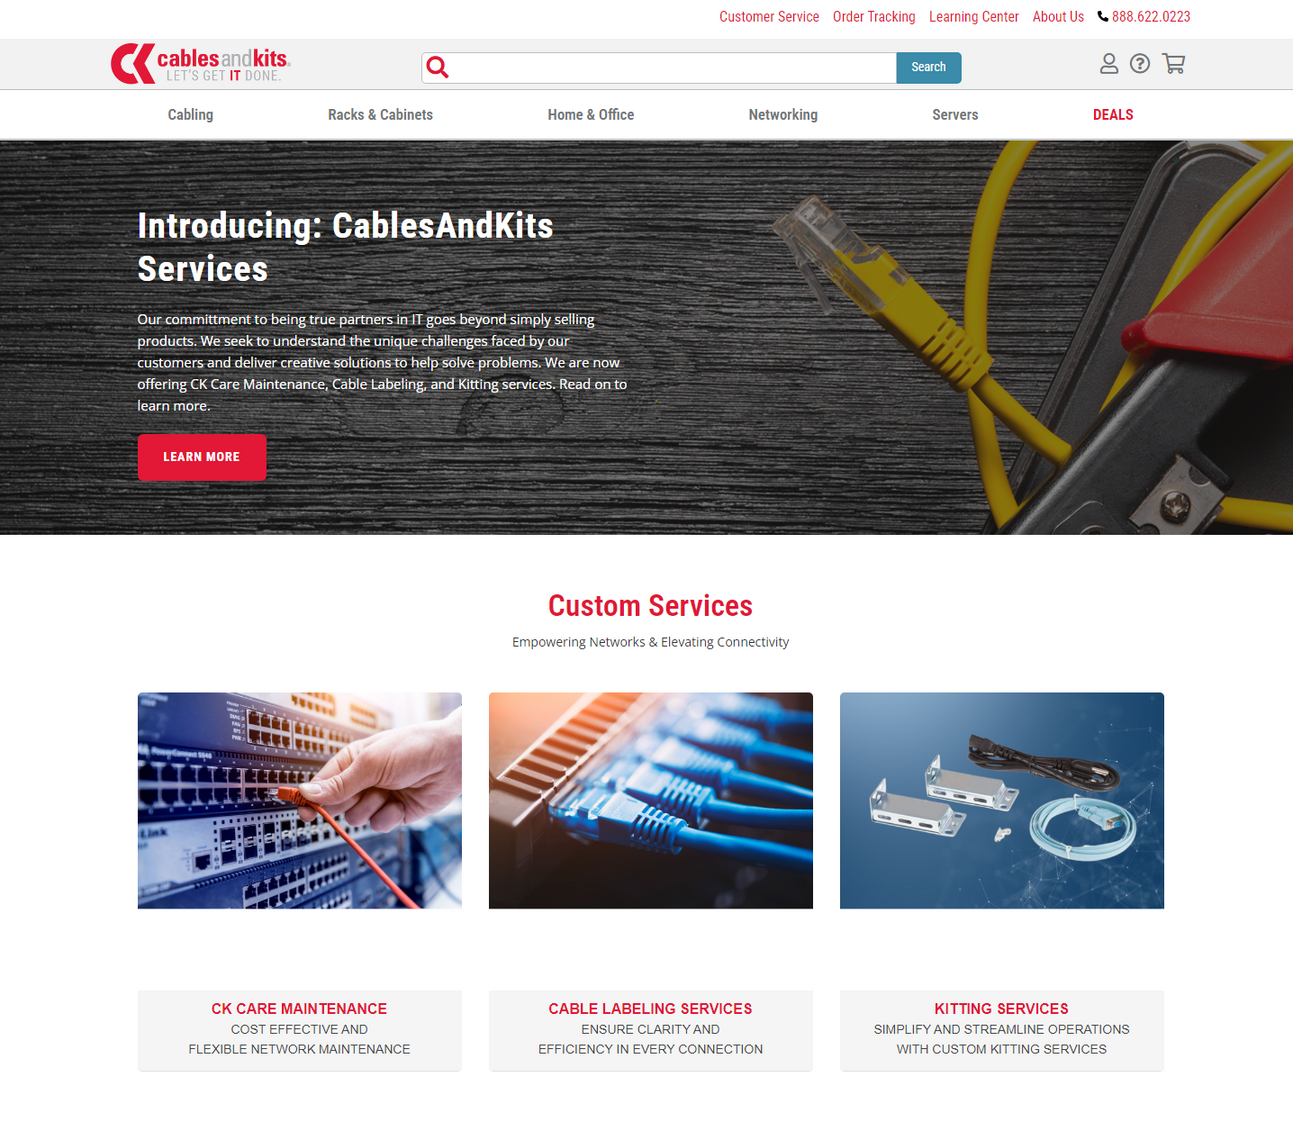 Customer Service Order Tracking Learning Center About Us 888.622.0223
cablesandkits
LET'S GET IT DONE.
Search
Cabling Racks & Cabinets Home & Office Networking Servers DEALS
Introducing: CablesAndKits
Services
Our committment to being true partners in IT goes beyond simply selling
products. We seek to understand the unique challenges faced by our
customers and deliver creative solutions to help solve problems. We are now
offering CK Care Maintenance, Cable Labeling, and Kitting services. Read on to
learn more.
LEARN MORE
Custom Services
Empowering Networks & Elevating Connectivity
CK CARE MAINTENANCE
COST EFFECTIVE AND
FLEXIBLE NETWORK MAINTENANCE
CABLE LABELING SERVICES
ENSURE CLARITY AND
EFFICIENCY IN EVERY CONNECTION
KITTING SERVICES
SIMPLIFY AND STREAMLINE OPERATIONS
WITH CUSTOM KITTING SERVICES